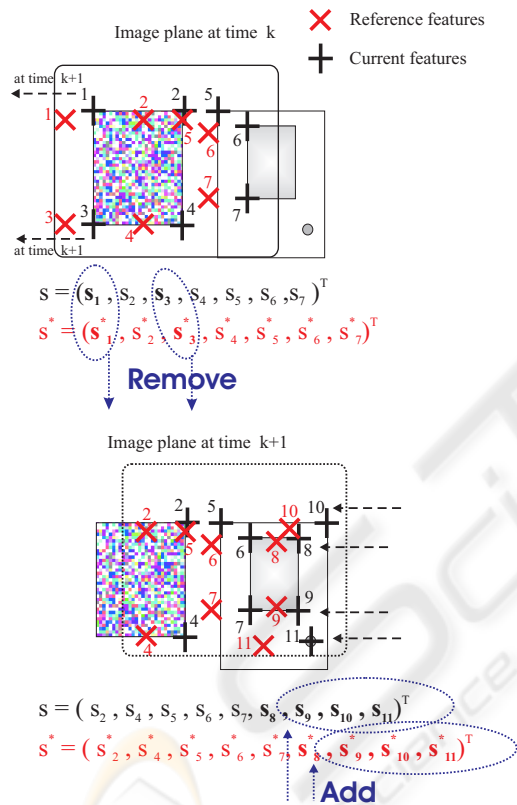 Reference features
Current features
Image plane at time k
at time k+1
1 2 2 5
1 5 6 6
7 7
3 3 4 4
at time k+1
s = (s₁ , s₂ , s₃ , s₄ , s₅ , s₆ ,s₇ )ᵀ
s* = (s*₁ , s*₂ , s*₃ , s*₄ , s*₅ , s*₆ , s*₇)ᵀ
Remove
Image plane at time k+1
2 2 5 10 10
5 6 6 8 8
7 7 9 9
4 4 11 11
s = ( s₂ , s₄ , s₅ , s₆ , s₇, s₈ , s₉ , s₁₀ , s₁₁)ᵀ
s* = ( s*₂ , s*₄ , s*₅ , s*₆ , s*₇, s*₈ , s*₉ , s*₁₀ , s*₁₁)ᵀ
Add